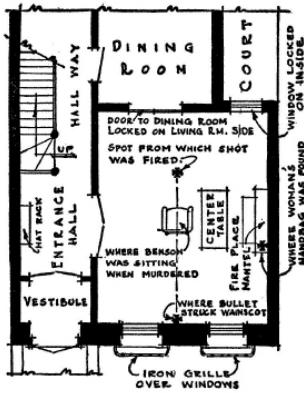 DINING
ROOM
COURT
WINDOW LOCKED
ON IN-SIDE.
HALL WAY
DOOR TO DINING ROOM
LOCKED ON LIVING RM. SIDE
SPOT FROM WHICH SHOT
WAS FIRED:
HAT RACK
ENTRANCE
HALL
CENTER
TABLE
FIRE PLACE
MANTEL
WHERE WOMAN'S
HANDBAG WAS FOUND
WHERE BENSON
WAS SITTING
WHEN MURDERED
VESTIBULE
WHERE BULLET
STRUCK WAINSCOT
IRON GRILLE
OVER WINDOWS